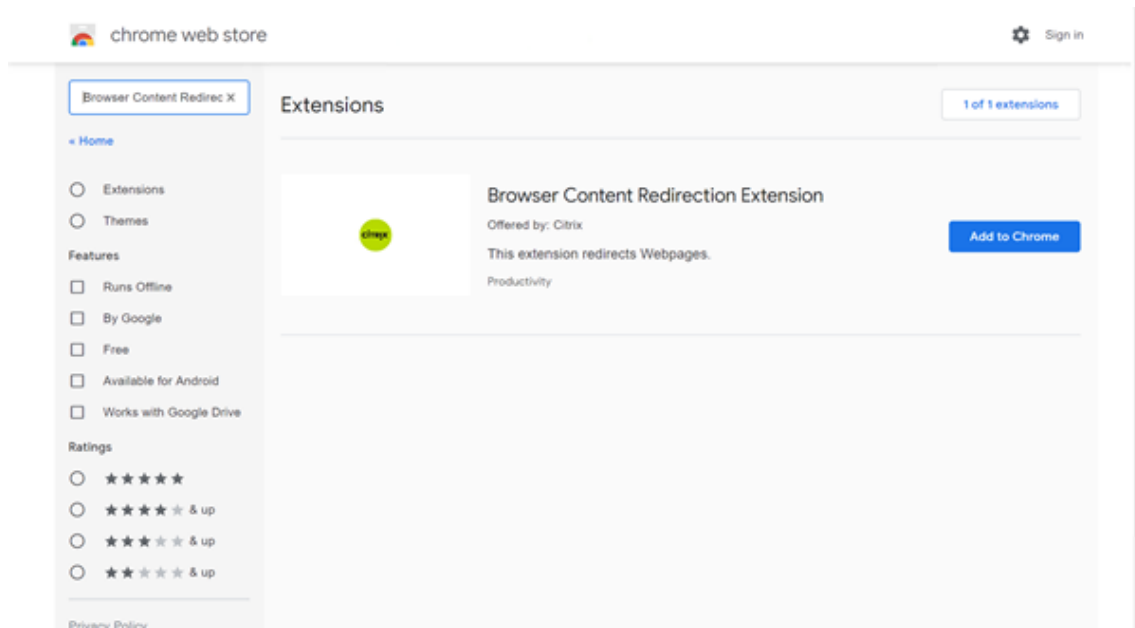 chrome web store
Sign in
Browser Content Redirec ×
« Home
Extensions
Themes
Features
Runs Offline
By Google
Free
Available for Android
Works with Google Drive
Ratings
& up
& up
& up
Privacy Policy
Extensions
1 of 1 extensions
citrix
Browser Content Redirection Extension
Offered by: Citrix
This extension redirects Webpages.
Productivity
Add to Chrome